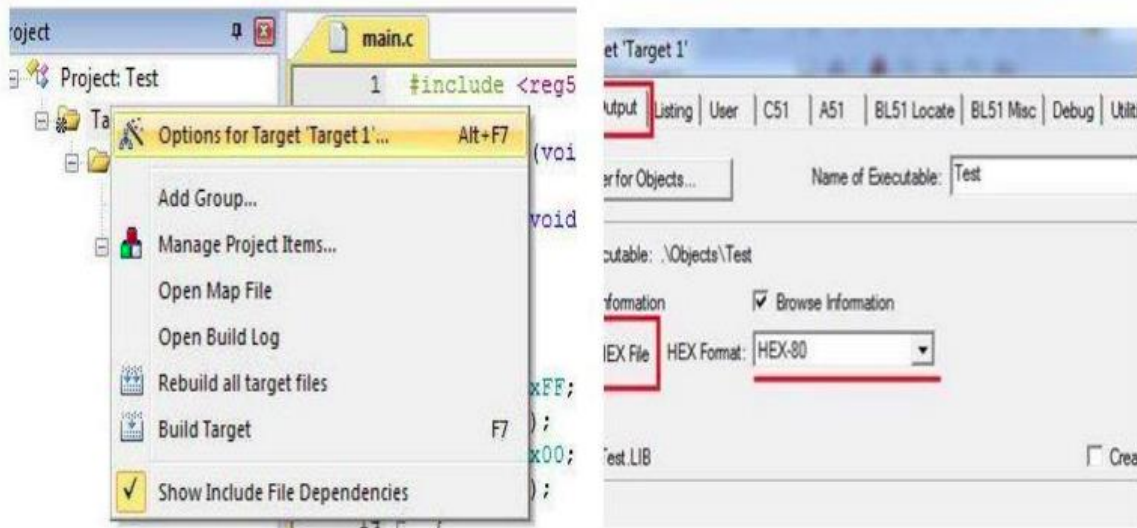 oject
main.c
Project: Test
1 #include <reg5
Ta
Options for Target 'Target 1'... Alt+F7
(voi
Add Group...
void
Manage Project Items...
Open Map File
Open Build Log
Rebuild all target files
xFF;
Build Target F7
);
x00;
Show Include File Dependencies
);
et 'Target 1'
utput Listing User C51 A51 BL51 Locate BL51 Misc Debug Utilit
er for Objects... Name of Executable: Test
cutable: .\Objects\Test
nformation Browse Information
HEX File HEX Format: HEX-80
Test.LIB Crea